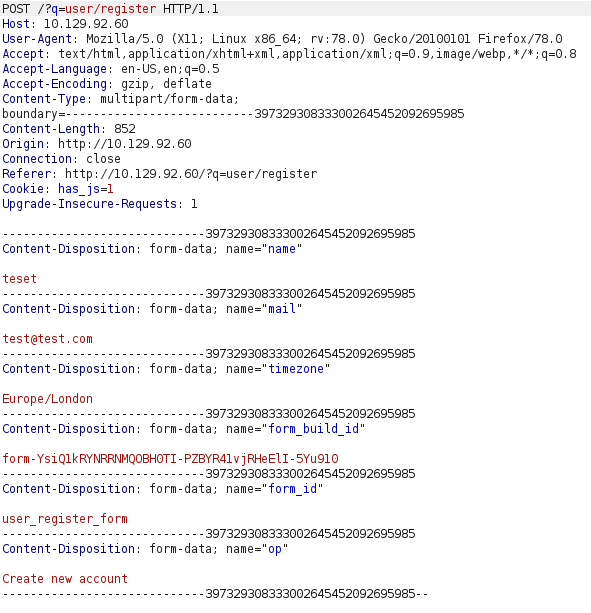 POST /?q=user/register HTTP/1.1
Host: 10.129.92.60
User-Agent: Mozilla/5.0 (X11; Linux x86_64; rv:78.0) Gecko/20100101 Firefox/78.0
Accept: text/html,application/xhtml+xml,application/xml;q=0.9,image/webp,*/*;q=0.8
Accept-Language: en-US,en;q=0.5
Accept-Encoding: gzip, deflate
Content-Type: multipart/form-data;
boundary=---------------------------397329308333002645452092695985
Content-Length: 852
Origin: http://10.129.92.60
Connection: close
Referer: http://10.129.92.60/?q=user/register
Cookie: has_js=1
Upgrade-Insecure-Requests: 1

-----------------------------397329308333002645452092695985
Content-Disposition: form-data; name="name"

teset
-----------------------------397329308333002645452092695985
Content-Disposition: form-data; name="mail"

test@test.com
-----------------------------397329308333002645452092695985
Content-Disposition: form-data; name="timezone"

Europe/London
-----------------------------397329308333002645452092695985
Content-Disposition: form-data; name="form_build_id"

form-YsiQ1kRYNRRNMQOBH0TI-PZBYR41vjRHeElI-5Yu910
-----------------------------397329308333002645452092695985
Content-Disposition: form-data; name="form_id"

user_register_form
-----------------------------397329308333002645452092695985
Content-Disposition: form-data; name="op"

Create new account
-----------------------------397329308333002645452092695985--